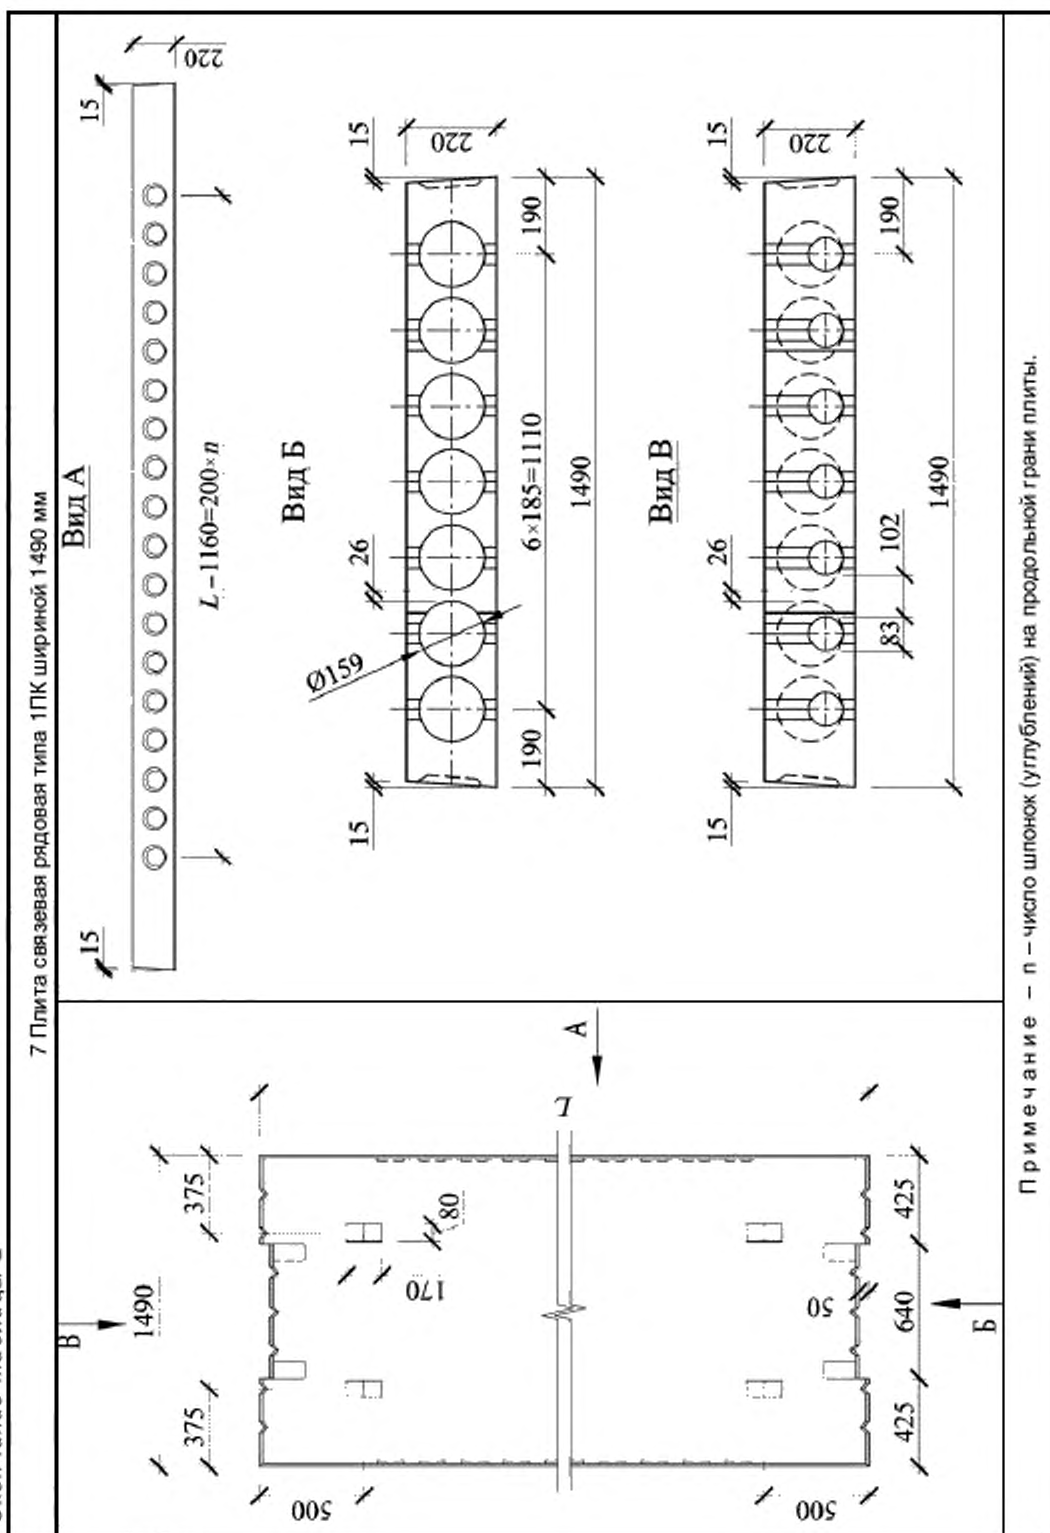 7 Плита связевая рядовая типа 1ПК шириной 1490 мм
В
1490
375
375
500
500
170
80
L
А
50
425
640
425
Б
Вид А
15
15
220
L–1160=200×n
Вид Б
15
15
26
220
Ø159
190
6×185=1110
190
1490
Вид В
15
15
26
220
83
102
190
1490
Примечание – n – число шпонок (углублений) на продольной грани плиты.